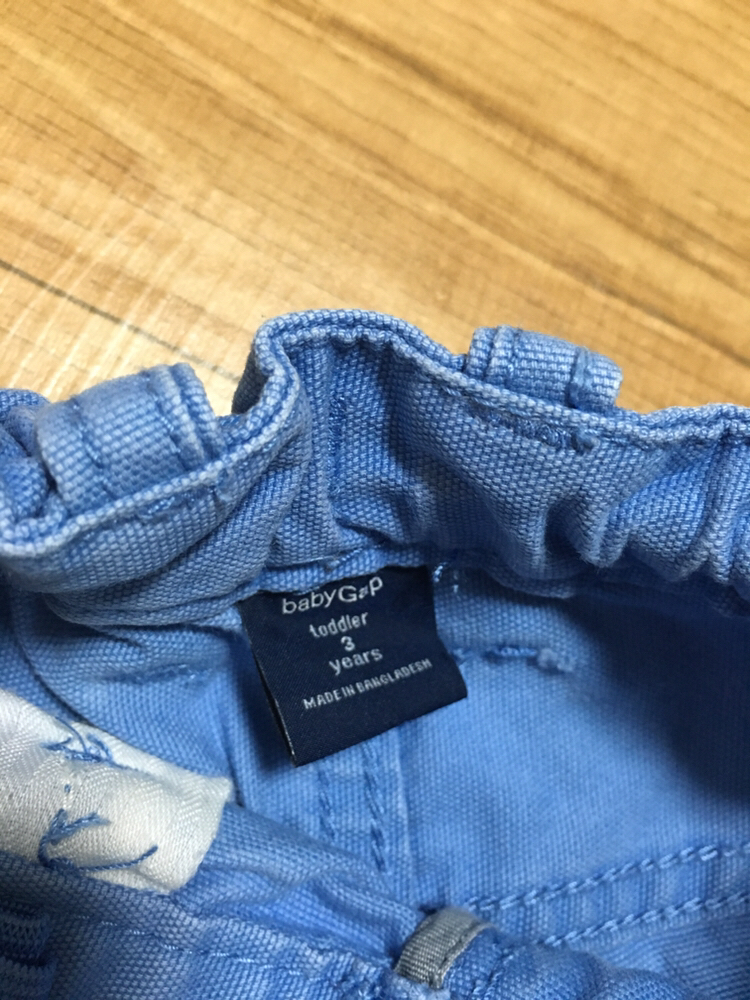 babyGap
toddler
3
years
MADE IN BANGLADESH